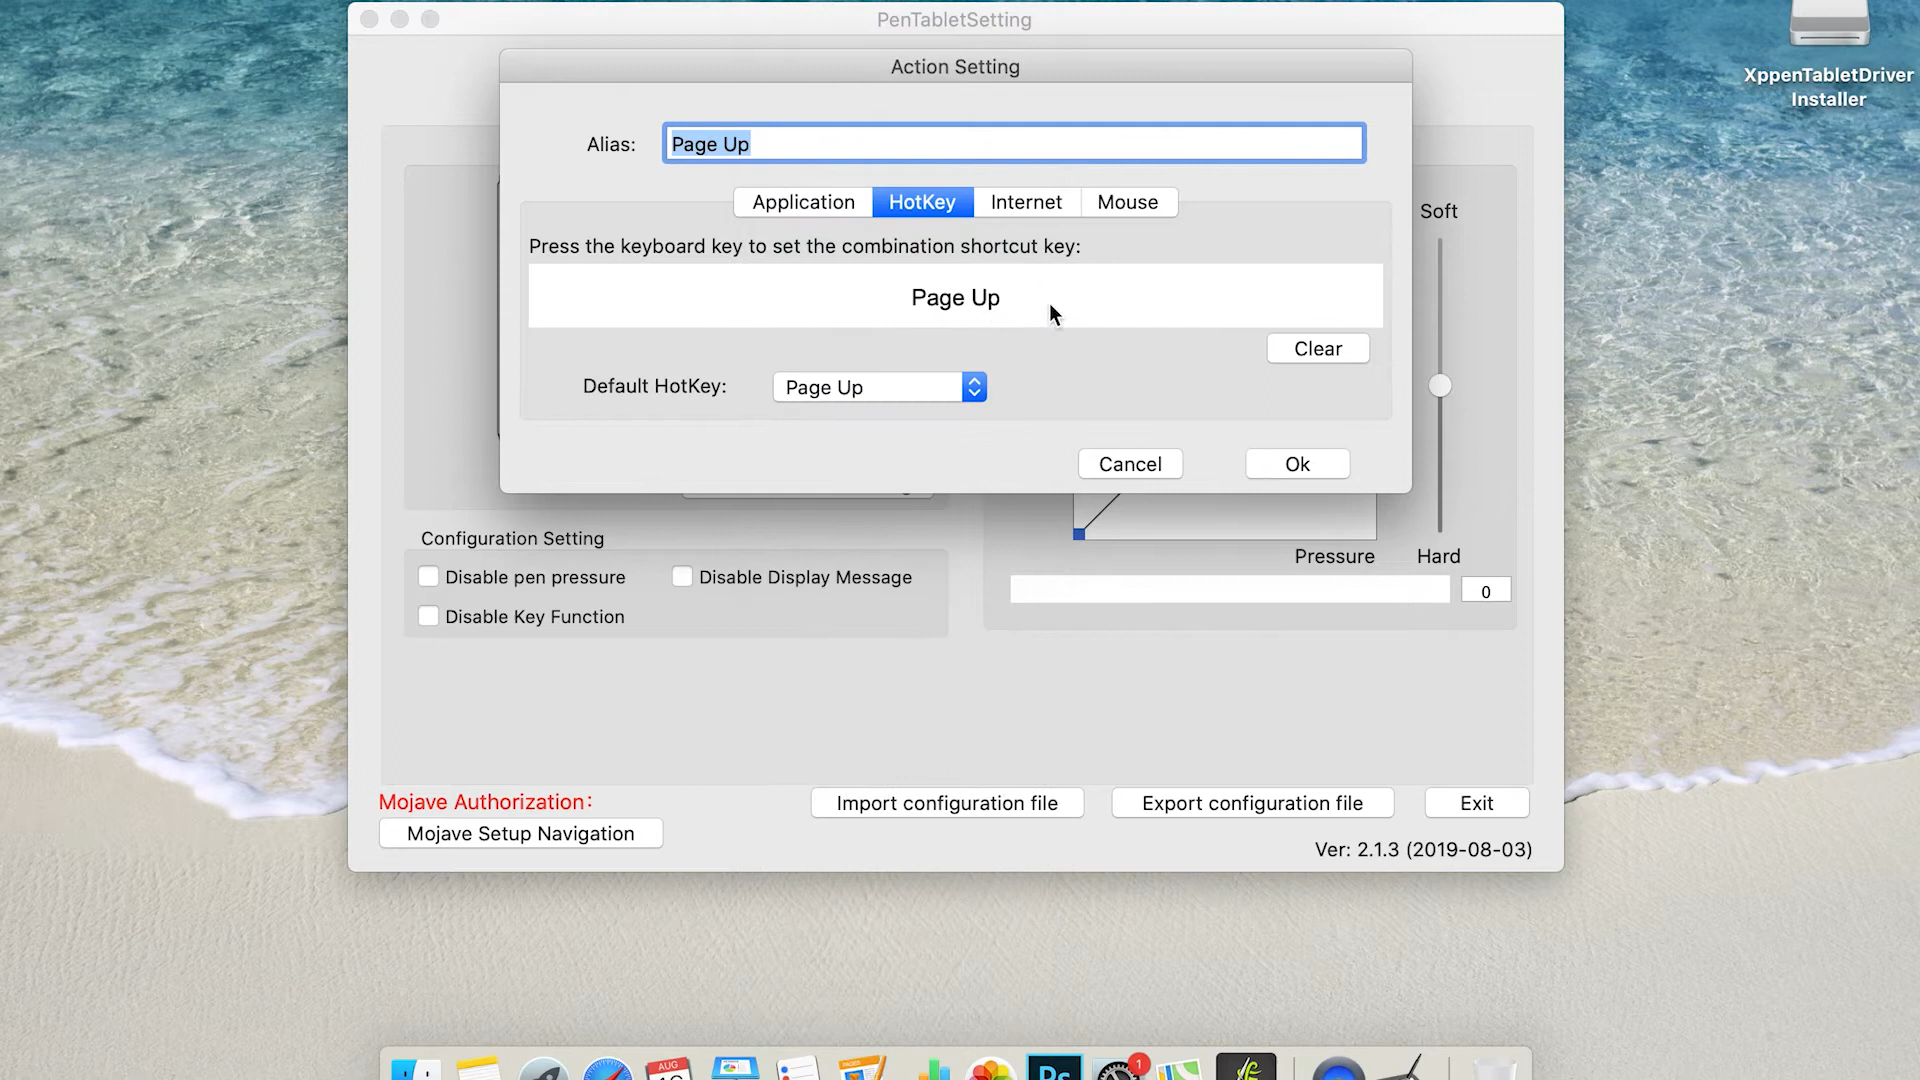 PenTabletSetting
Action Setting
XppenTabletDriver
Installer
Alias:
Page Up
Application
HotKey
Internet
Mouse
Soft
Press the keyboard key to set the combination shortcut key:
Page Up
Clear
Default HotKey:
Page Up
Cancel
Ok
Configuration Setting
Pressure
Hard
Disable pen pressure
Disable Display Message
0
Disable Key Function
Mojave Authorization:
Import configuration file
Export configuration file
Exit
Mojave Setup Navigation
Ver: 2.1.3 (2019-08-03)
AUG
Ps
1